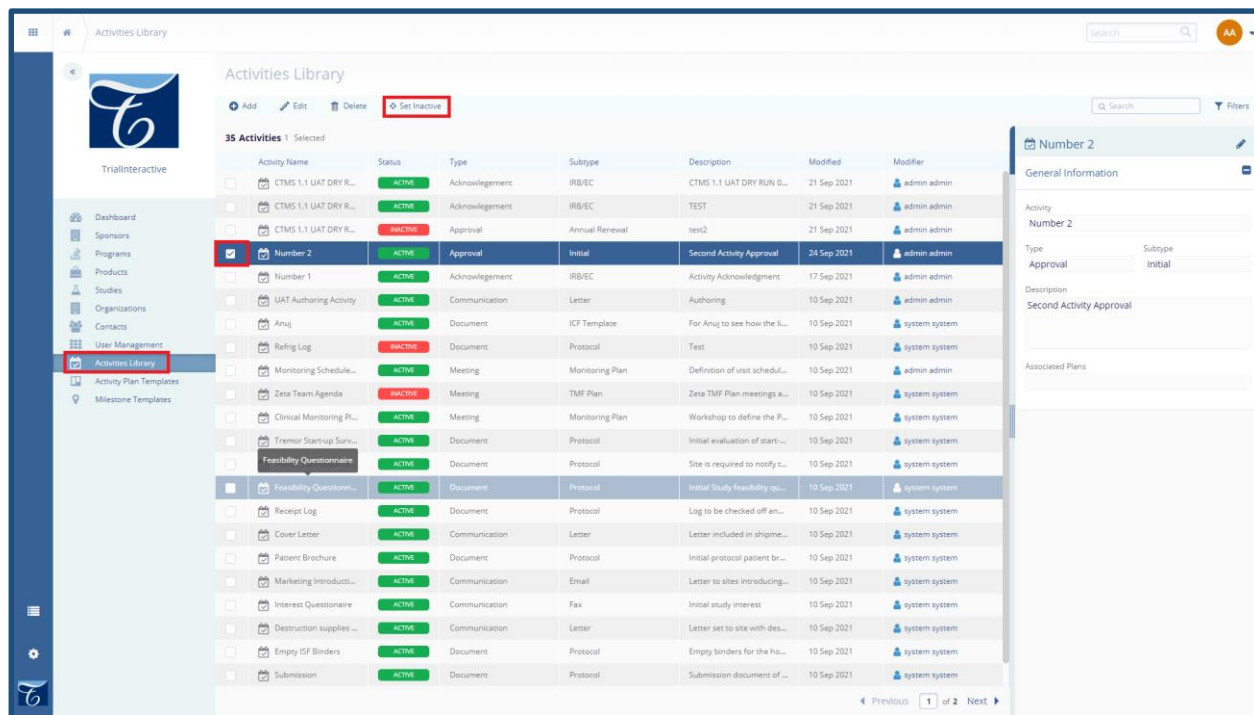 Activities Library
Search
AA
TrialInteractive
Dashboard
Sponsors
Programs
Products
Studies
Organizations
Contacts
User Management
Activities Library
Activity Plan Templates
Milestone Templates
Activities Library
Add Edit Delete Set Inactive
Search Filters
35 Activities 1 Selected
Activity Name Status Type Subtype Description Modified Modifier
CTMS 1.1 UAT DRY R... ACTIVE Acknowlegement IRB/EC CTMS 1.1 UAT DRY RUN 0... 21 Sep 2021 admin admin
CTMS 1.1 UAT DRY R... ACTIVE Acknowlegement IRB/EC TEST 21 Sep 2021 admin admin
CTMS 1.1 UAT DRY R... INACTIVE Approval Annual Renewal test2 21 Sep 2021 admin admin
Number 2 ACTIVE Approval Initial Second Activity Approval 24 Sep 2021 admin admin
Number 1 ACTIVE Acknowlegement IRB/EC Activity Acknowledgment 17 Sep 2021 admin admin
UAT Authoring Activity ACTIVE Communication Letter Authoring 10 Sep 2021 admin admin
Anuj ACTIVE Document ICF Template For Anuj to see how the li... 10 Sep 2021 system system
Refrig Log INACTIVE Document Protocol Test 10 Sep 2021 system system
Monitoring Schedule... ACTIVE Meeting Monitoring Plan Definition of visit schedul... 10 Sep 2021 admin admin
Zeta Team Agenda INACTIVE Meeting TMF Plan Zeta TMF Plan meetings a... 10 Sep 2021 system system
Clinical Monitoring Pl... ACTIVE Meeting Monitoring Plan Workshop to define the P... 10 Sep 2021 system system
Tremor Start-up Surv... ACTIVE Document Protocol Initial evaluation of start-... 10 Sep 2021 system system
Feasibility Questionnaire ACTIVE Document Protocol Site is required to notify t... 10 Sep 2021 system system
Feasibility Questionn... ACTIVE Document Protocol Initial Study feasibility qu... 10 Sep 2021 system system
Receipt Log ACTIVE Document Protocol Log to be checked off an... 10 Sep 2021 system system
Cover Letter ACTIVE Communication Letter Letter included in shipme... 10 Sep 2021 system system
Patient Brochure ACTIVE Document Protocol Initial protocol patient br... 10 Sep 2021 system system
Marketing Introducti... ACTIVE Communication Email Letter to sites introducing... 10 Sep 2021 system system
Interest Questionaire ACTIVE Communication Fax Initial study interest 10 Sep 2021 system system
Destruction supplies ... ACTIVE Communication Letter Letter set to site with des... 10 Sep 2021 system system
Empty ISF Binders ACTIVE Document Protocol Empty binders for the ho... 10 Sep 2021 system system
Submission ACTIVE Document Protocol Submission document of ... 10 Sep 2021 system system
Previous 1 of 2 Next
Number 2
General Information
Activity
Number 2
Type Subtype
Approval Initial
Description
Second Activity Approval
Associated Plans